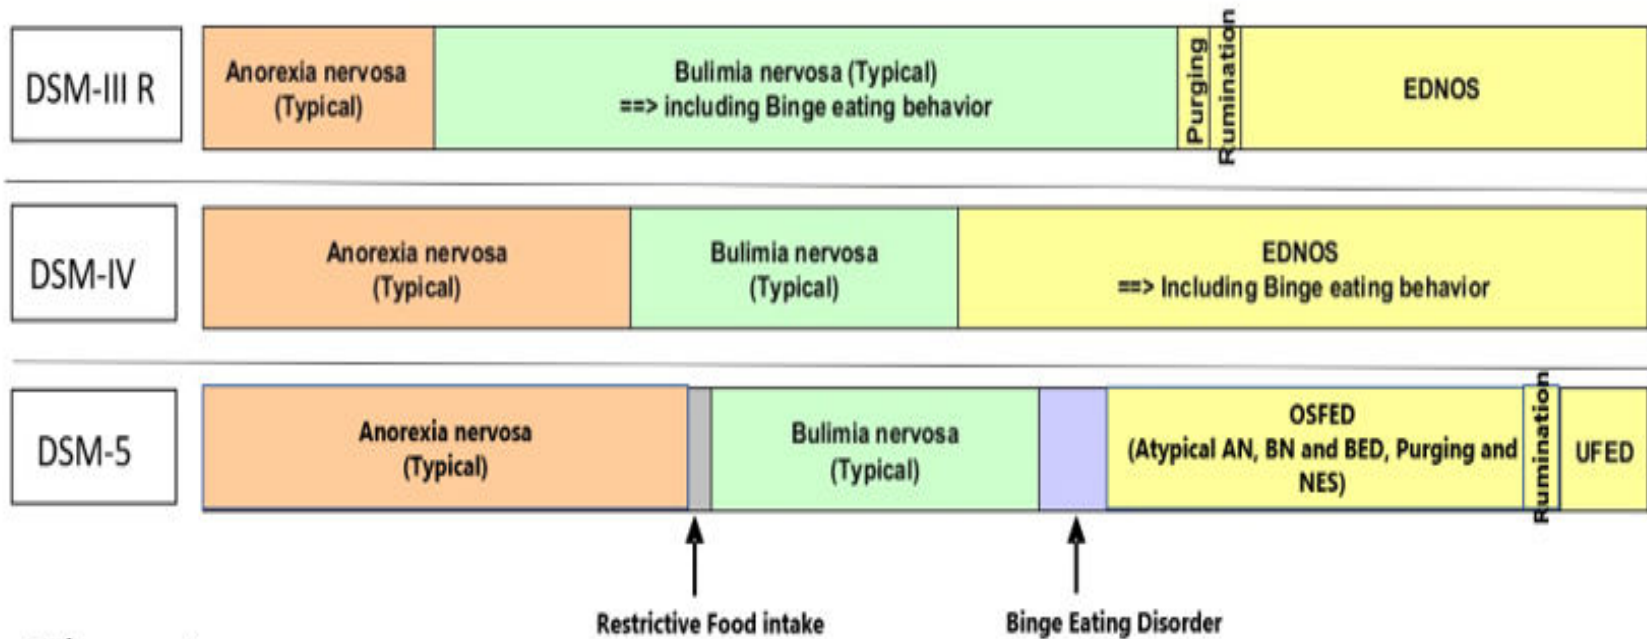 DSM-III R
Anorexia nervosa
(Typical)
Bulimia nervosa (Typical)
==> including Binge eating behavior
Purging
Rumination
EDNOS
DSM-IV
Anorexia nervosa
(Typical)
Bulimia nervosa
(Typical)
EDNOS
==> Including Binge eating behavior
DSM-5
Anorexia nervosa
(Typical)
Bulimia nervosa
(Typical)
OSFED
(Atypical AN, BN and BED, Purging and
NES)
Rumination
UFED
Restrictive Food intake
Binge Eating Disorder